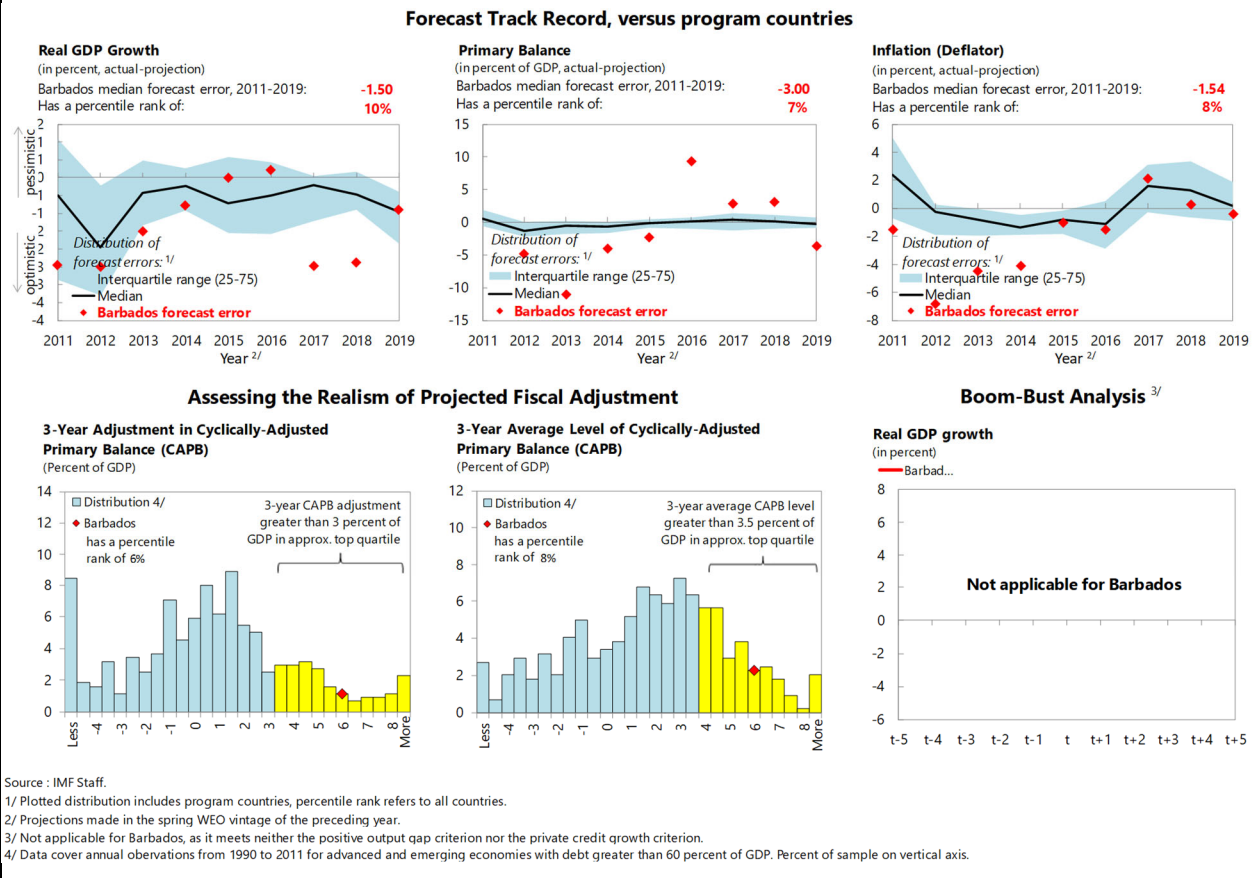 Forecast Track Record, versus program countries
Real GDP Growth
(in percent, actual-projection)
Barbados median forecast error, 2011-2019: -1.50
Has a percentile rank of: 10%
pessimistic
optimistic
2
1
1
0
-1
-1
-2
-2
-3
-3
-4
-4
Distribution of
forecast errors: 1/
Interquartile range (25-75)
Median
Barbados forecast error
2011 2012 2013 2014 2015 2016 2017 2018 2019
Year 2/
Primary Balance
(in percent of GDP, actual-projection)
Barbados median forecast error, 2011-2019: -3.00
Has a percentile rank of: 7%
15
10
5
0
-5
-10
-15
Distribution of
forecast errors: 1/
Interquartile range (25-75)
Median
Barbados forecast error
2011 2012 2013 2014 2015 2016 2017 2018 2019
Year 2/
Inflation (Deflator)
(in percent, actual-projection)
Barbados median forecast error, 2011-2019: -1.54
Has a percentile rank of: 8%
6
4
2
0
-2
-4
-6
-8
Distribution of
forecast errors: 1/
Interquartile range (25-75)
Median
Barbados forecast error
2011 2012 2013 2014 2015 2016 2017 2018 2019
Year 2/
Assessing the Realism of Projected Fiscal Adjustment
3-Year Adjustment in Cyclically-Adjusted
Primary Balance (CAPB)
(Percent of GDP)
14
12
10
8
6
4
2
0
Distribution 4/
Barbados
has a percentile
rank of 6%
3-year CAPB adjustment
greater than 3 percent of
GDP in approx. top quartile
Less -4 -3 -2 -1 0 1 2 3 4 5 6 7 8 More
3-Year Average Level of Cyclically-Adjusted
Primary Balance (CAPB)
(Percent of GDP)
12
10
8
6
4
2
0
Distribution 4/
Barbados
has a percentile
rank of 8%
3-year average CAPB level
greater than 3.5 percent of
GDP in approx. top quartile
Less -4 -3 -2 -1 0 1 2 3 4 5 6 7 8 More
Boom-Bust Analysis 3/
Real GDP growth
(in percent)
Barbad...
8
6
4
2
0
-2
-4
-6
Not applicable for Barbados
t-5 t-4 t-3 t-2 t-1 t t+1 t+2 t+3 t+4 t+5
Source : IMF Staff.
1/ Plotted distribution includes program countries, percentile rank refers to all countries.
2/ Projections made in the spring WEO vintage of the preceding year.
3/ Not applicable for Barbados, as it meets neither the positive output gap criterion nor the private credit growth criterion.
4/ Data cover annual obervations from 1990 to 2011 for advanced and emerging economies with debt greater than 60 percent of GDP. Percent of sample on vertical axis.